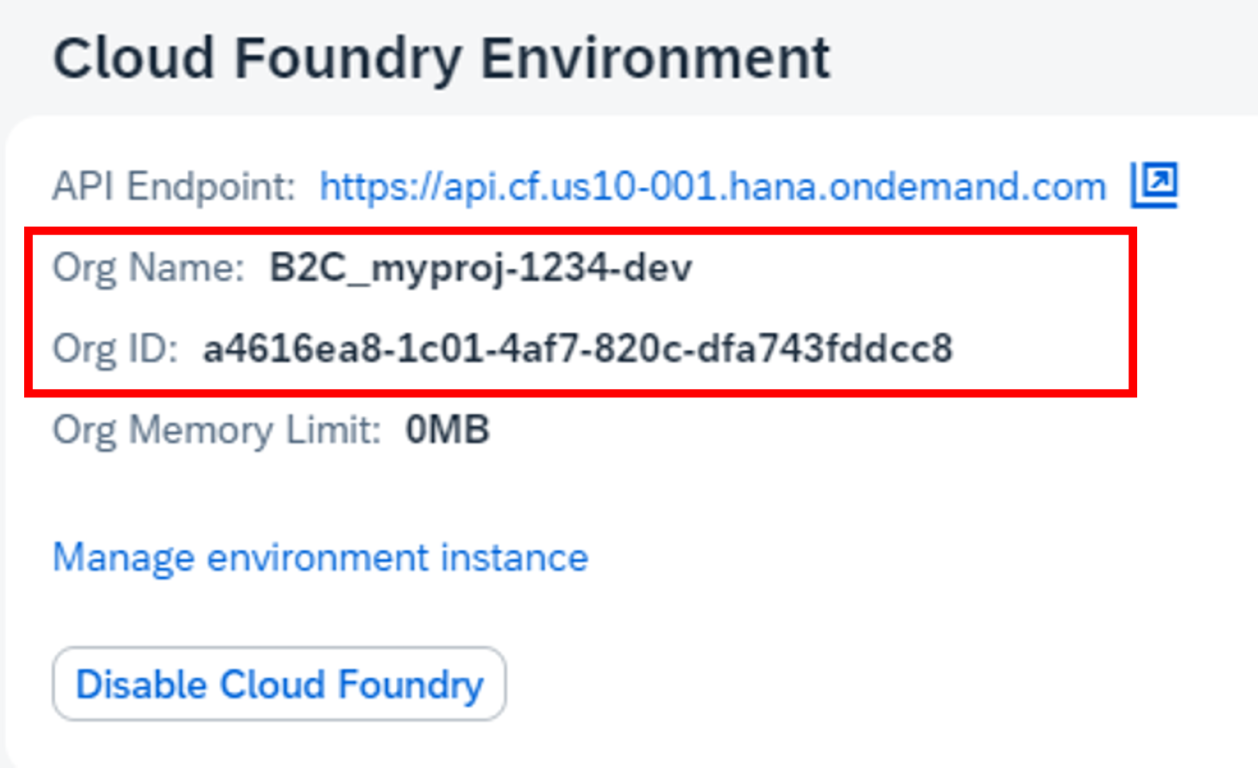 Cloud Foundry Environment
API Endpoint: https://api.cf.us10-001.hana.ondemand.com
Org Name: B2C_myproj-1234-dev
Org ID: a4616ea8-1c01-4af7-820c-dfa743fddcc8
Org Memory Limit: 0MB
Manage environment instance
Disable Cloud Foundry